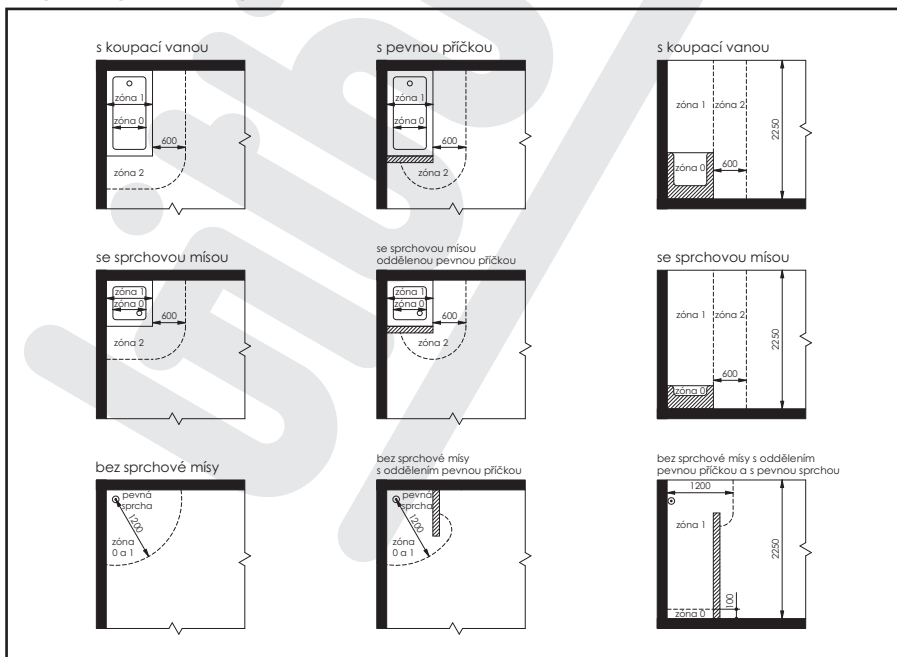 s koupací vanou
zóna 1
zóna 0
600
zóna 2
s pevnou příčkou
zóna 1
zóna 0
600
zóna 2
s koupací vanou
zóna 1
zóna 2
zóna 0
600
2250
se sprchovou mísou
zóna 1
zóna 0
600
zóna 2
se sprchovou mísou
oddělenou pevnou příčkou
zóna 1
zóna 0
600
zóna 2
se sprchovou mísou
zóna 1
zóna 2
600
zóna 0
2250
bez sprchové mísy
pevná
sprcha
1200
zóna
0 a 1
bez sprchové mísy
s oddělením pevnou příčkou
pevná
sprcha
1200
zóna
0 a 1
bez sprchové mísy s oddělením
pevnou příčkou a s pevnou sprchou
1200
zóna 1
2250
100
zóna 0